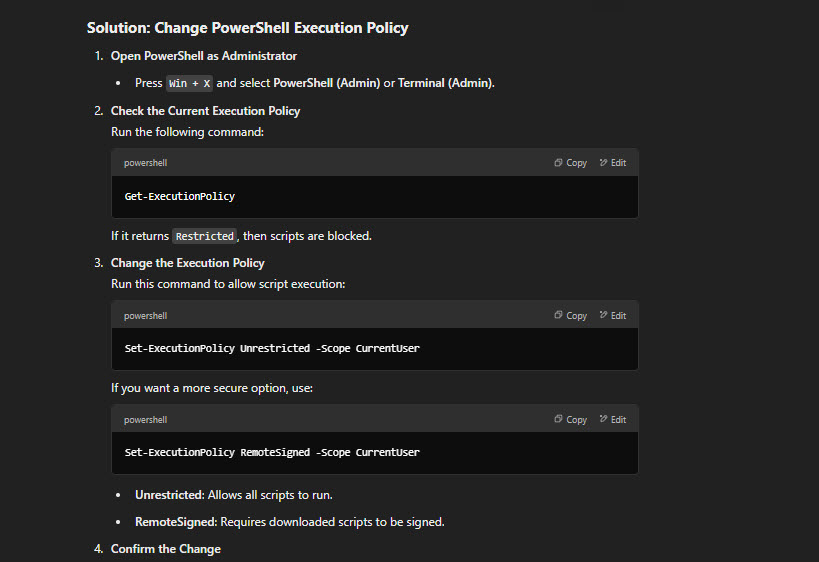 Solution: Change PowerShell Execution Policy
1. Open PowerShell as Administrator
• Press Win + X and select PowerShell (Admin) or Terminal (Admin).
2. Check the Current Execution Policy
Run the following command:
powershell Copy Edit
Get-ExecutionPolicy
If it returns Restricted, then scripts are blocked.
3. Change the Execution Policy
Run this command to allow script execution:
powershell Copy Edit
Set-ExecutionPolicy Unrestricted -Scope CurrentUser
If you want a more secure option, use:
powershell Copy Edit
Set-ExecutionPolicy RemoteSigned -Scope CurrentUser
• Unrestricted: Allows all scripts to run.
• RemoteSigned: Requires downloaded scripts to be signed.
4. Confirm the Change